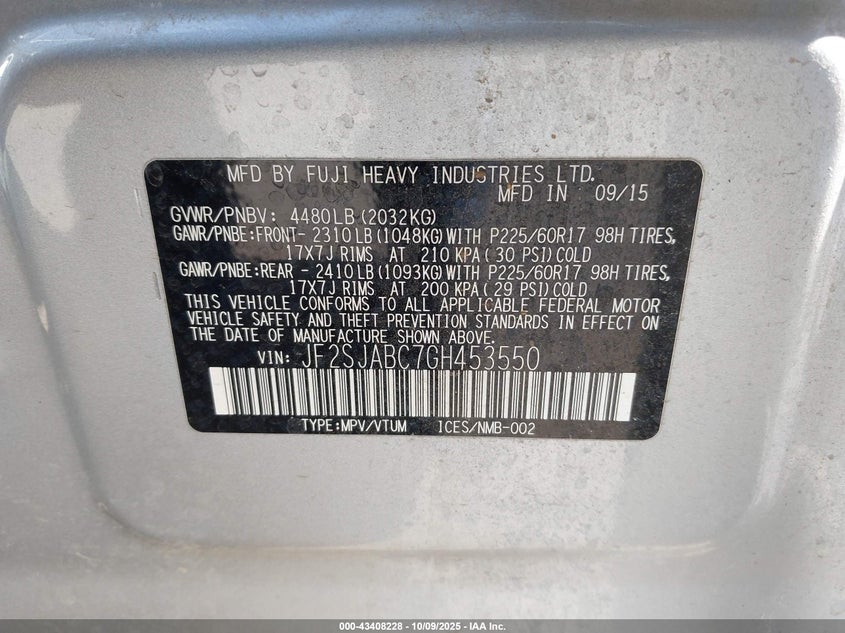 MFD BY FUJI HEAVY INDUSTRIES LTD.
MFD IN 09/15
GVWR/PNBV: 4480LB(2032KG)
GAWR/PNBE:FRONT- 2310LB(1048KG)WITH P225/60R17 98H TIRES,
17X7J RIMS AT 210 KPA(30 PSI)COLD
GAWR/PNBE:REAR - 2410LB(1093KG)WITH P225/60R17 98H TIRES,
17X7J RIMS AT 200 KPA(29 PSI)COLD
THIS VEHICLE CONFORMS TO ALL APPLICABLE FEDERAL MOTOR
VEHICLE SAFETY AND THEFT PREVENTION STANDARDS IN EFFECT ON
THE DATE OF MANUFACTURE SHOWN ABOVE.
VIN: JF2SJABC7GH453550
TYPE:MPV/VTUM ICES/NMB-002
000-43408228 - 10/09/2025 - IAA Inc.